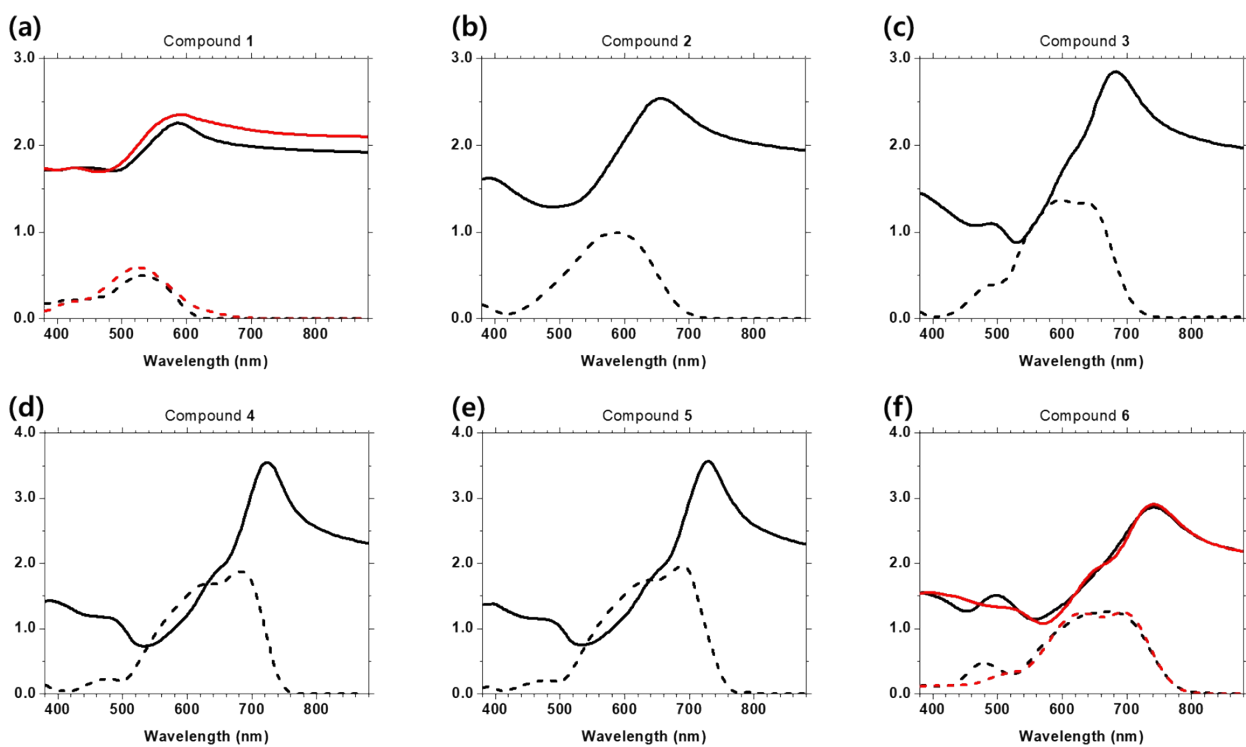 (a)
Compound 1
3.0
2.0
1.0
0.0
400 500 600 700 800
Wavelength (nm)
(b)
Compound 2
3.0
2.0
1.0
0.0
400 500 600 700 800
Wavelength (nm)
(c)
Compound 3
3.0
2.0
1.0
0.0
400 500 600 700 800
Wavelength (nm)
(d)
Compound 4
4.0
3.0
2.0
1.0
0.0
400 500 600 700 800
Wavelength (nm)
(e)
Compound 5
4.0
3.0
2.0
1.0
0.0
400 500 600 700 800
Wavelength (nm)
(f)
Compound 6
4.0
3.0
2.0
1.0
0.0
400 500 600 700 800
Wavelength (nm)